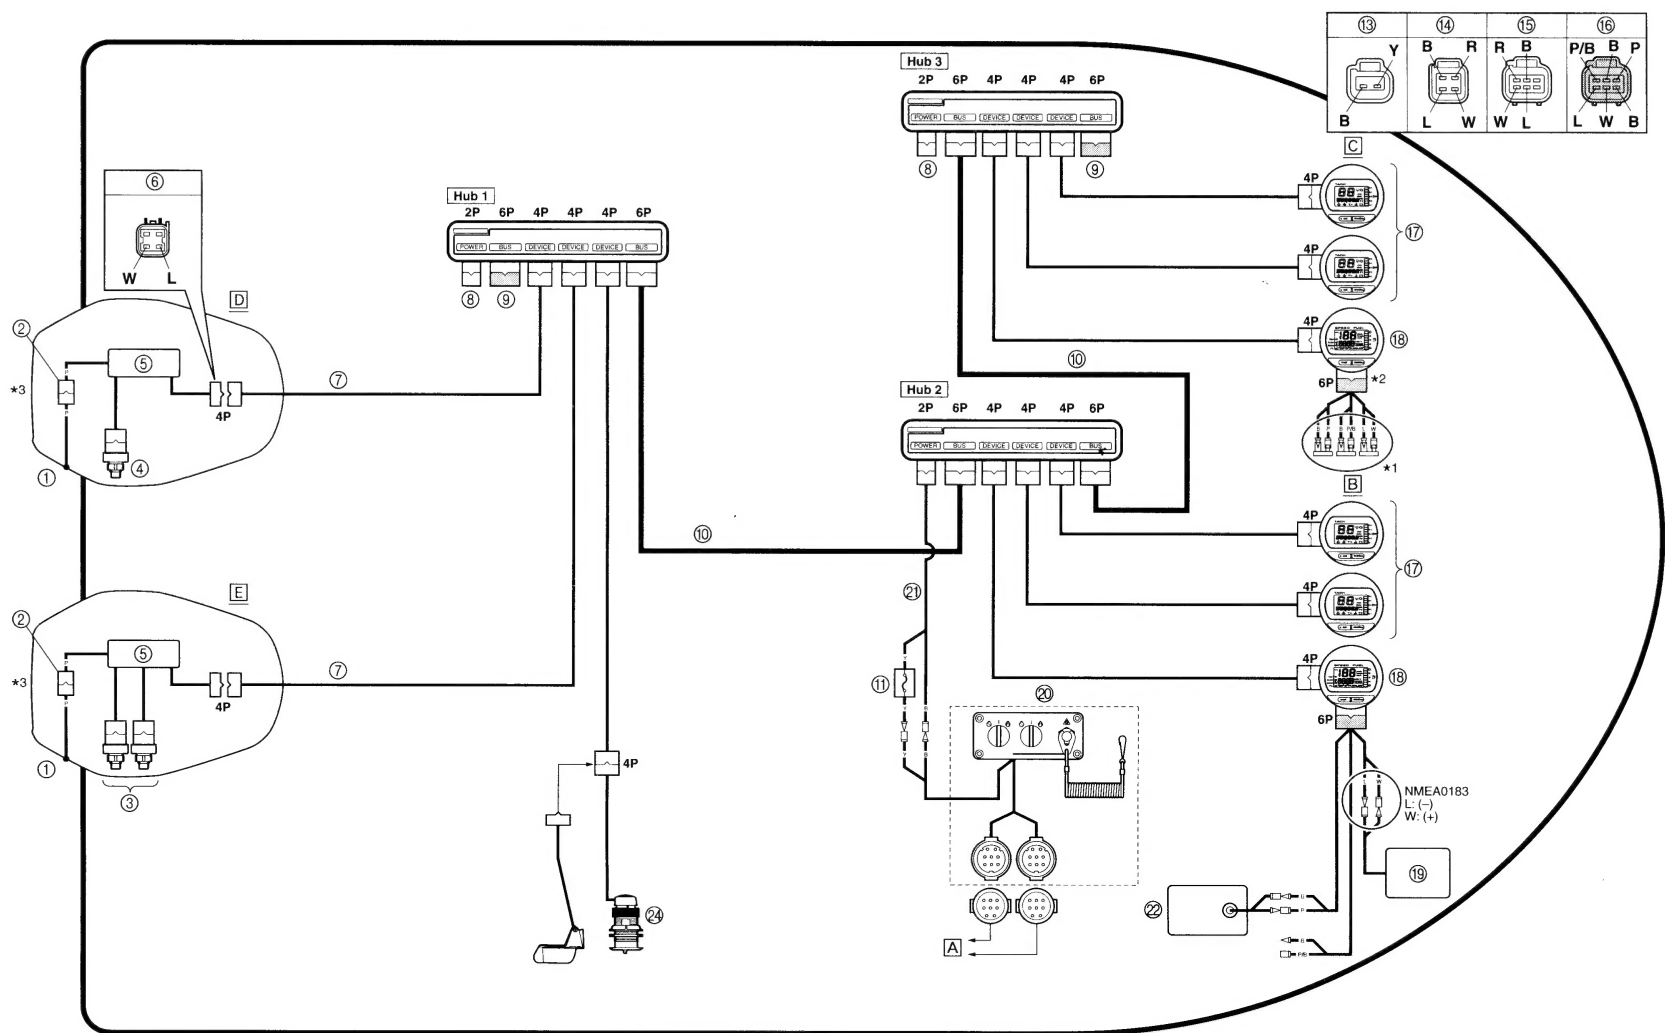 ⑬ ⑭ ⑮ ⑯
Y B R R B P/B B P
B L W W L L W B
Hub 3
2P 6P 4P 4P 4P 6P
POWER BUS DEVICE DEVICE DEVICE BUS
⑧ ⑨
C
4P
⑰
4P
4P
⑱
6P *2
B P B P/B L W
*1
⑥
W L
Hub 1
2P 6P 4P 4P 4P 6P
POWER BUS DEVICE DEVICE DEVICE BUS
⑧ ⑨
D
②
*3
⑤
4P
④
①
⑦
⑩
Hub 2
2P 6P 4P 4P 4P 6P
POWER BUS DEVICE DEVICE DEVICE BUS
⑩
B
4P
⑰
4P
4P
⑱
6P
E
②
*3
⑤
4P
③
①
⑦
㉑
Y B
⑪
Y B
⑳
4P
㉔
A
NMEA0183
L: (–)
W: (+)
L W
⑲
㉒
B
P
B
P/B